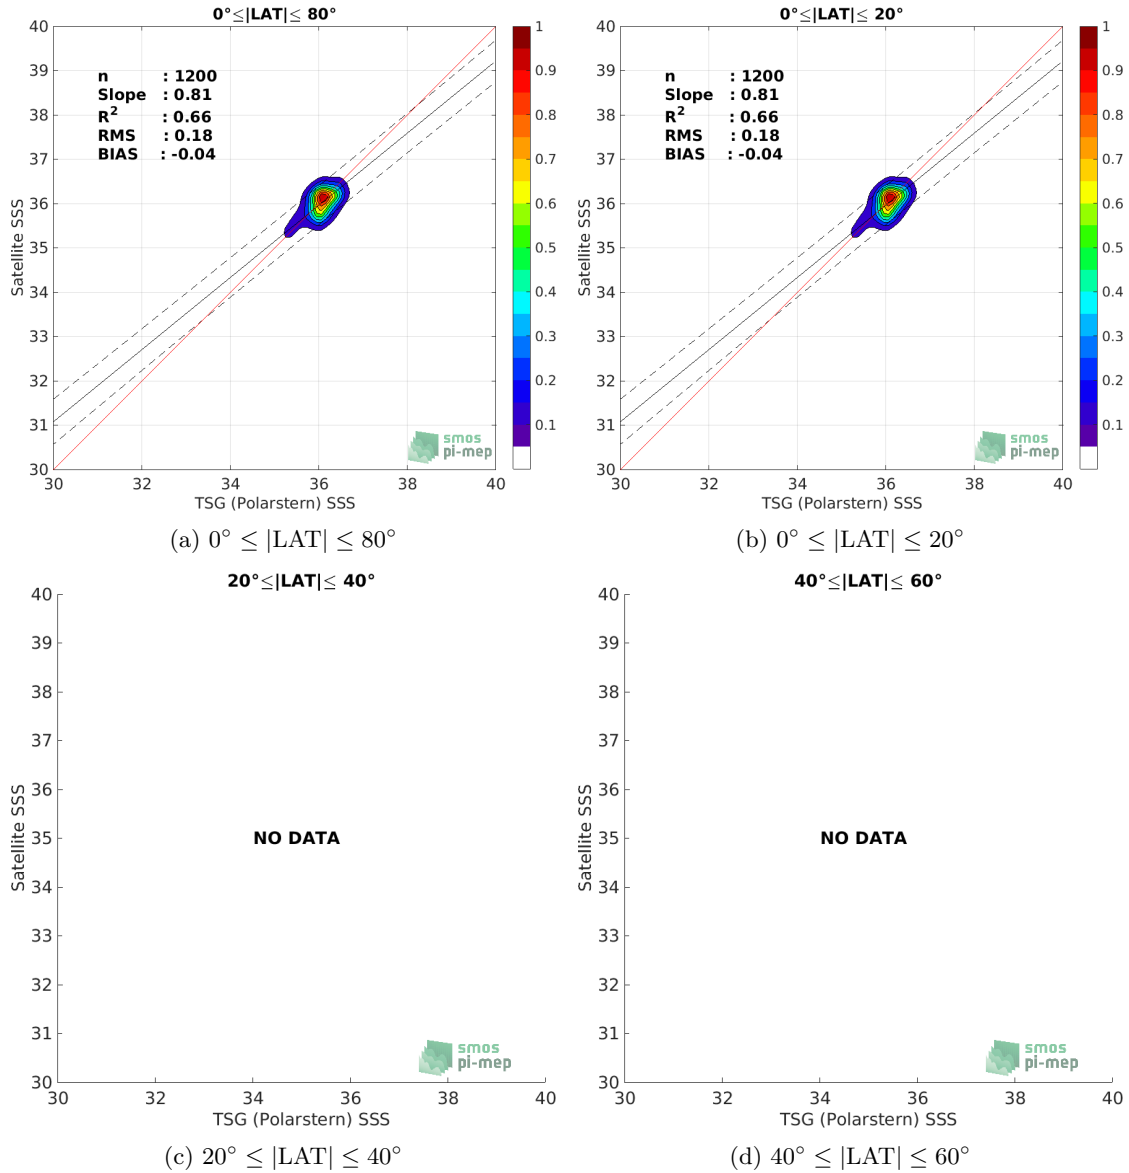 0°≤|LAT|≤ 80°
40
39
38
37
36
35
34
33
32
31
30
Satellite SSS
n : 1200
Slope : 0.81
R² : 0.66
RMS : 0.18
BIAS : -0.04
1
0.9
0.8
0.7
0.6
0.5
0.4
0.3
0.2
0.1
smos
pi-mep
30
32
34
36
38
40
TSG (Polarstern) SSS
(a) 0° ≤ |LAT| ≤ 80°
0°≤|LAT|≤ 20°
40
39
38
37
36
35
34
33
32
31
30
Satellite SSS
n : 1200
Slope : 0.81
R² : 0.66
RMS : 0.18
BIAS : -0.04
1
0.9
0.8
0.7
0.6
0.5
0.4
0.3
0.2
0.1
smos
pi-mep
30
32
34
36
38
40
TSG (Polarstern) SSS
(b) 0° ≤ |LAT| ≤ 20°
20°≤|LAT|≤ 40°
40
39
38
37
36
35
34
33
32
31
30
Satellite SSS
NO DATA
smos
pi-mep
30
32
34
36
38
40
TSG (Polarstern) SSS
(c) 20° ≤ |LAT| ≤ 40°
40°≤|LAT|≤ 60°
40
39
38
37
36
35
34
33
32
31
30
Satellite SSS
NO DATA
smos
pi-mep
30
32
34
36
38
40
TSG (Polarstern) SSS
(d) 40° ≤ |LAT| ≤ 60°